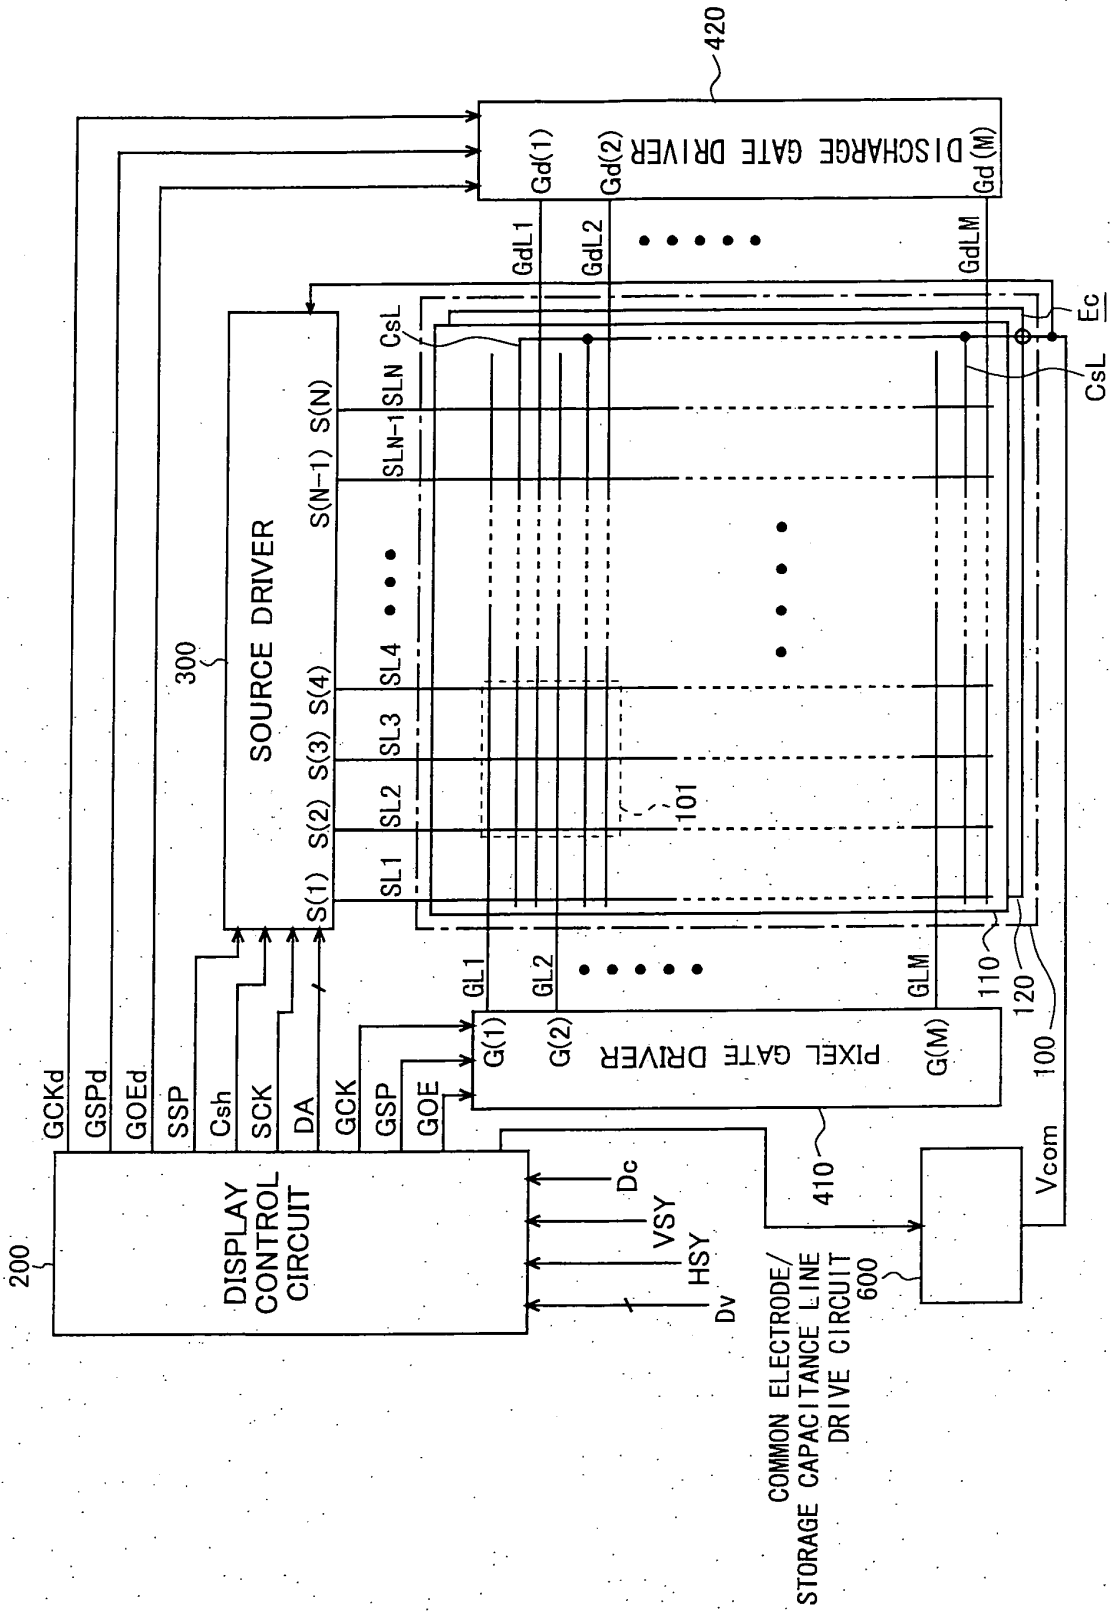 200
DISPLAY
CONTROL
CIRCUIT
GCKd
GSPd
GOEd
SSP
Csh
SCK
DA
GCK
GSP
GOE
Dv
HSY
VSY
Dc
300
SOURCE DRIVER
S(1)
S(2)
S(3)
S(4)
S(N-1)
S(N)
SL1
SL2
SL3
SL4
SLN-1
SLN
CsL
410
PIXEL GATE DRIVER
G(1)
G(2)
G(M)
GL1
GL2
GLM
101
GdL1
GdL2
GdLM
420
DISCHARGE GATE DRIVER
Gd(1)
Gd(2)
Gd(M)
110
120
100
Ec
CsL
Vcom
COMMON ELECTRODE/
STORAGE CAPACITANCE LINE
DRIVE CIRCUIT
600